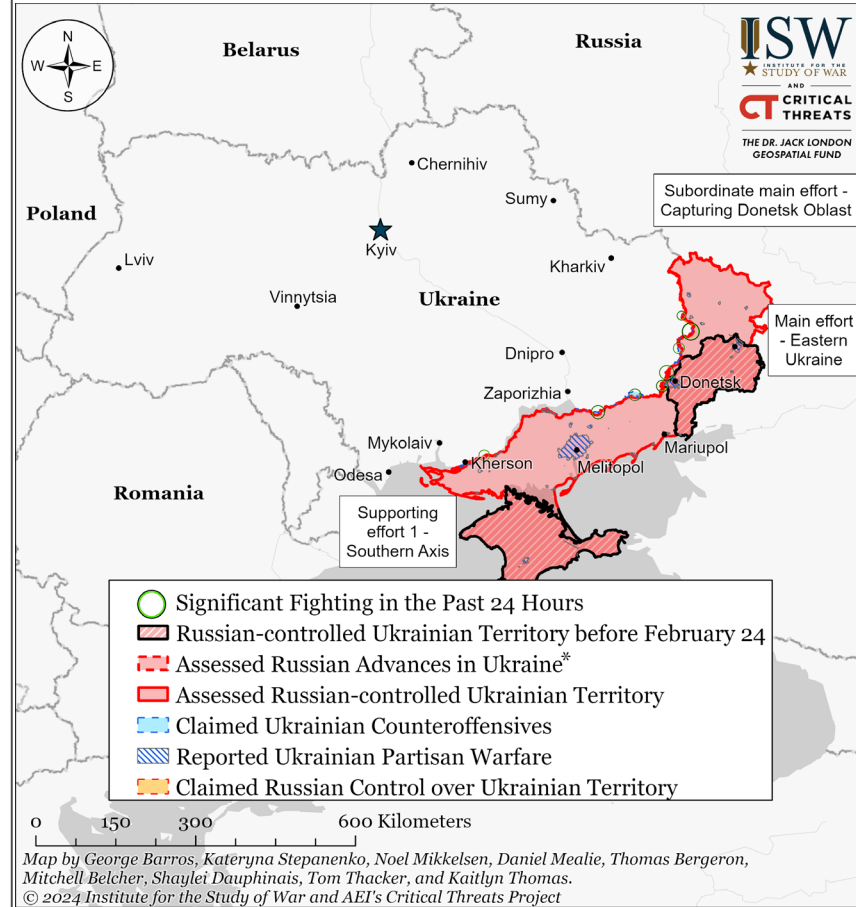 N
W
E
S
Belarus
Russia
ISW
INSTITUTE FOR THE
STUDY OF WAR
AND
CT CRITICAL
THREATS
THE DR. JACK LONDON
GEOSPATIAL FUND
Chernihiv
Subordinate main effort -
Capturing Donetsk Oblast
Sumy
Poland
Kyiv
Lviv
Kharkiv
Vinnytsia
Ukraine
Main effort
- Eastern
Ukraine
Dnipro
Donetsk
Zaporizhia
Mykolaiv
Mariupol
Kherson
Melitopol
Odesa
Romania
Supporting
effort 1 -
Southern Axis
Significant Fighting in the Past 24 Hours
Russian-controlled Ukrainian Territory before February 24
Assessed Russian Advances in Ukraine*
Assessed Russian-controlled Ukrainian Territory
Claimed Ukrainian Counteroffensives
Reported Ukrainian Partisan Warfare
Claimed Russian Control over Ukrainian Territory
0 150 300 600 Kilometers
Map by George Barros, Kateryna Stepanenko, Noel Mikkelsen, Daniel Mealie, Thomas Bergeron,
Mitchell Belcher, Shaylei Dauphinais, Tom Thacker, and Kaitlyn Thomas.
© 2024 Institute for the Study of War and AEI's Critical Threats Project